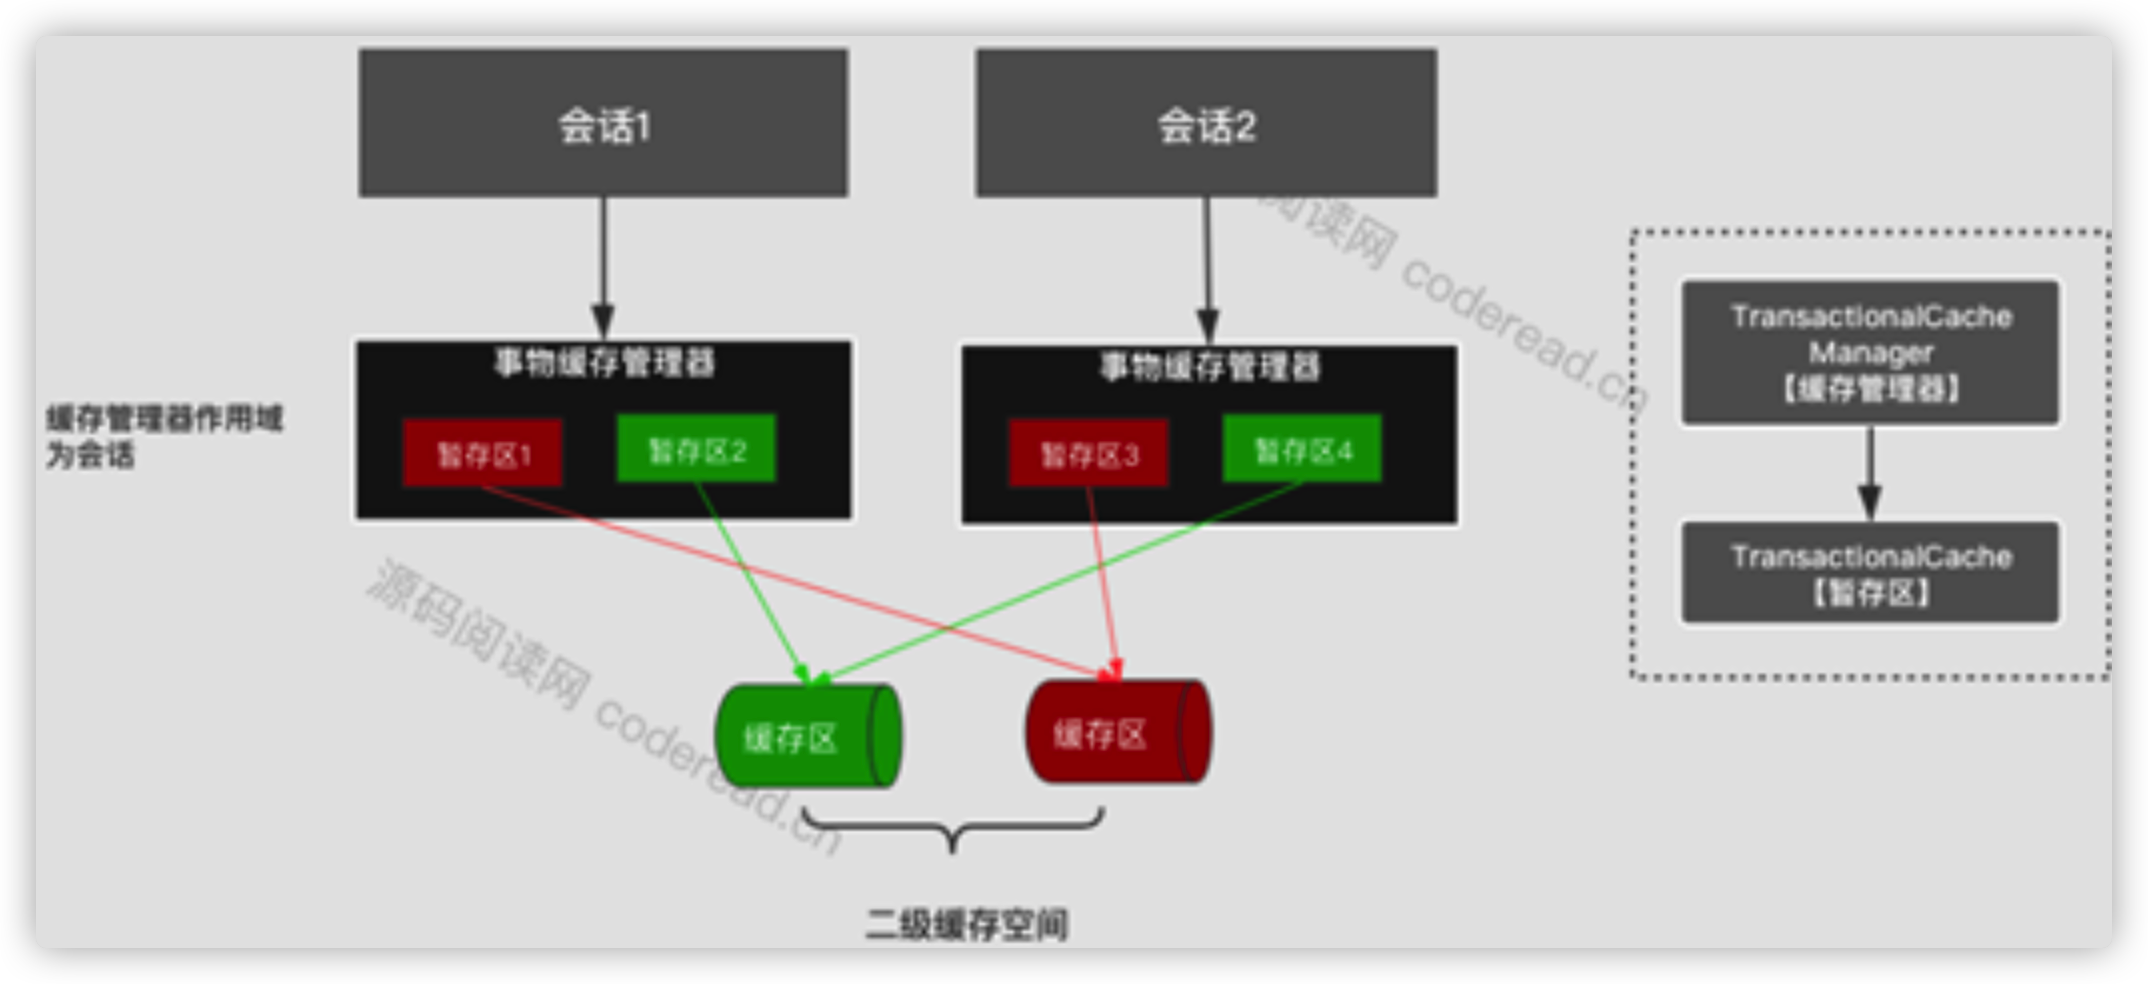 会话1
会话2
事物缓存管理器
暂存区1
暂存区2
事物缓存管理器
暂存区3
暂存区4
缓存管理器作用域
为会话
TransactionalCache
Manager
【缓存管理器】
TransactionalCache
【暂存区】
缓存区
缓存区
二级缓存空间
阅读网 coderead.cn
源码阅读网 coderead.cn